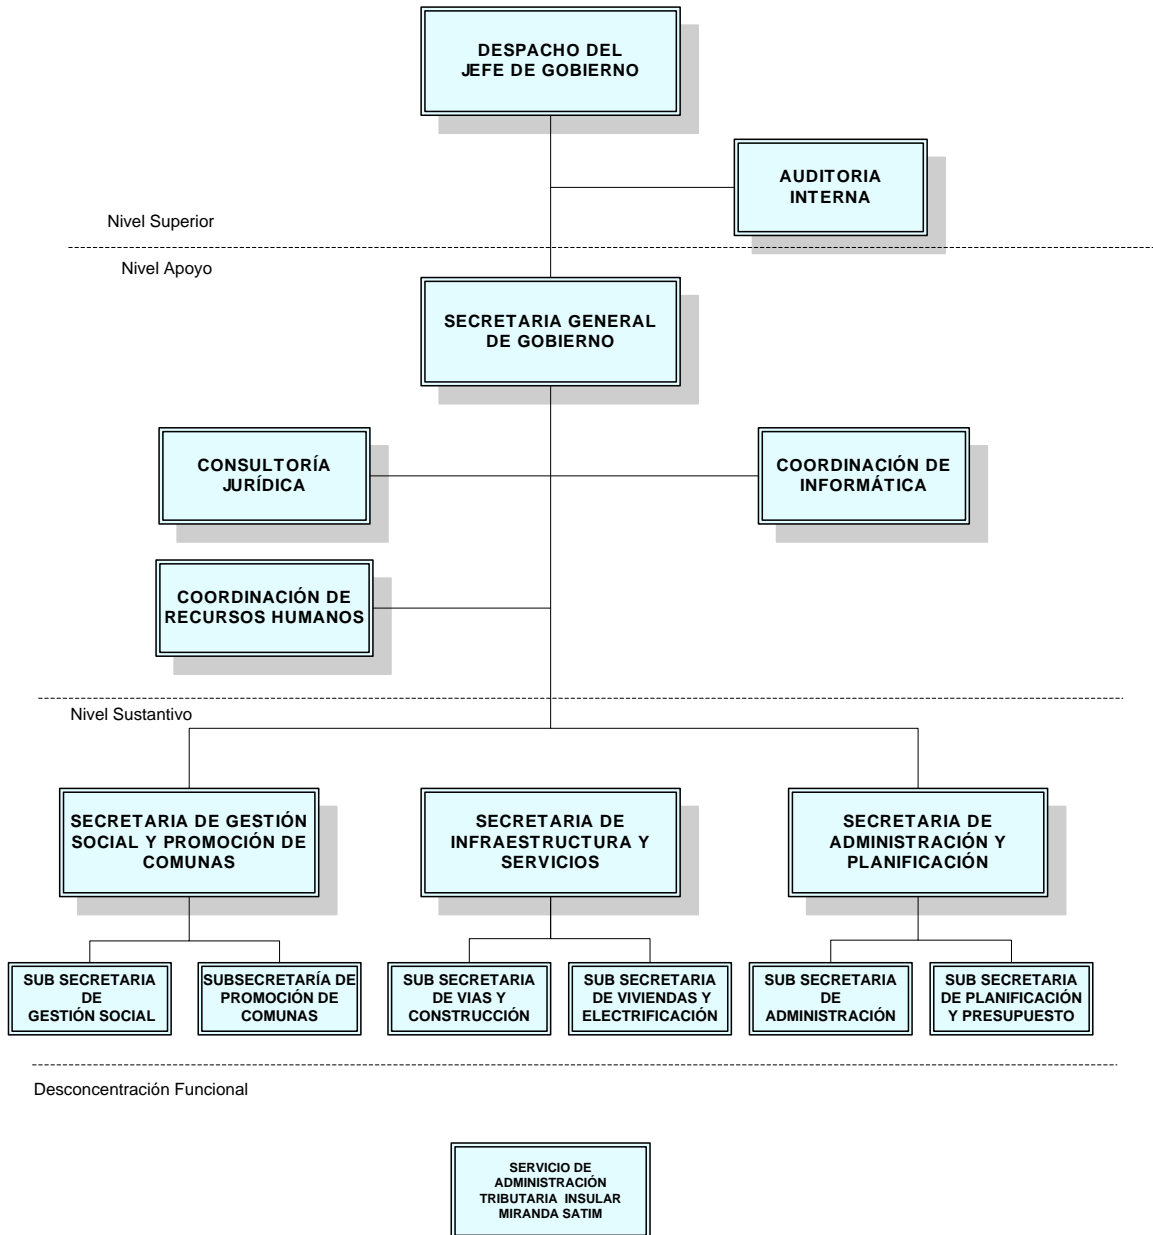 DESPACHO DEL
JEFE DE GOBIERNO
AUDITORIA
INTERNA
Nivel Superior
Nivel Apoyo
SECRETARIA GENERAL
DE GOBIERNO
CONSULTORÍA
JURÍDICA
COORDINACIÓN DE
INFORMÁTICA
COORDINACIÓN DE
RECURSOS HUMANOS
Nivel Sustantivo
SECRETARIA DE GESTIÓN
SOCIAL Y PROMOCIÓN DE
COMUNAS
SECRETARIA DE
INFRAESTRUCTURA Y
SERVICIOS
SECRETARIA DE
ADMINISTRACIÓN Y
PLANIFICACIÓN
SUB SECRETARIA
DE
GESTIÓN SOCIAL
SUBSECRETARÍA DE
PROMOCIÓN DE
COMUNAS
SUB SECRETARIA
DE VIAS Y
CONSTRUCCIÓN
SUB SECRETARIA
DE VIVIENDAS Y
ELECTRIFICACIÓN
SUB SECRETARIA
DE
ADMINISTRACIÓN
SUB SECRETARIA
DE PLANIFICACIÓN
Y PRESUPUESTO
Desconcentración Funcional
SERVICIO DE
ADMINISTRACIÓN
TRIBUTARIA INSULAR
MIRANDA SATIM